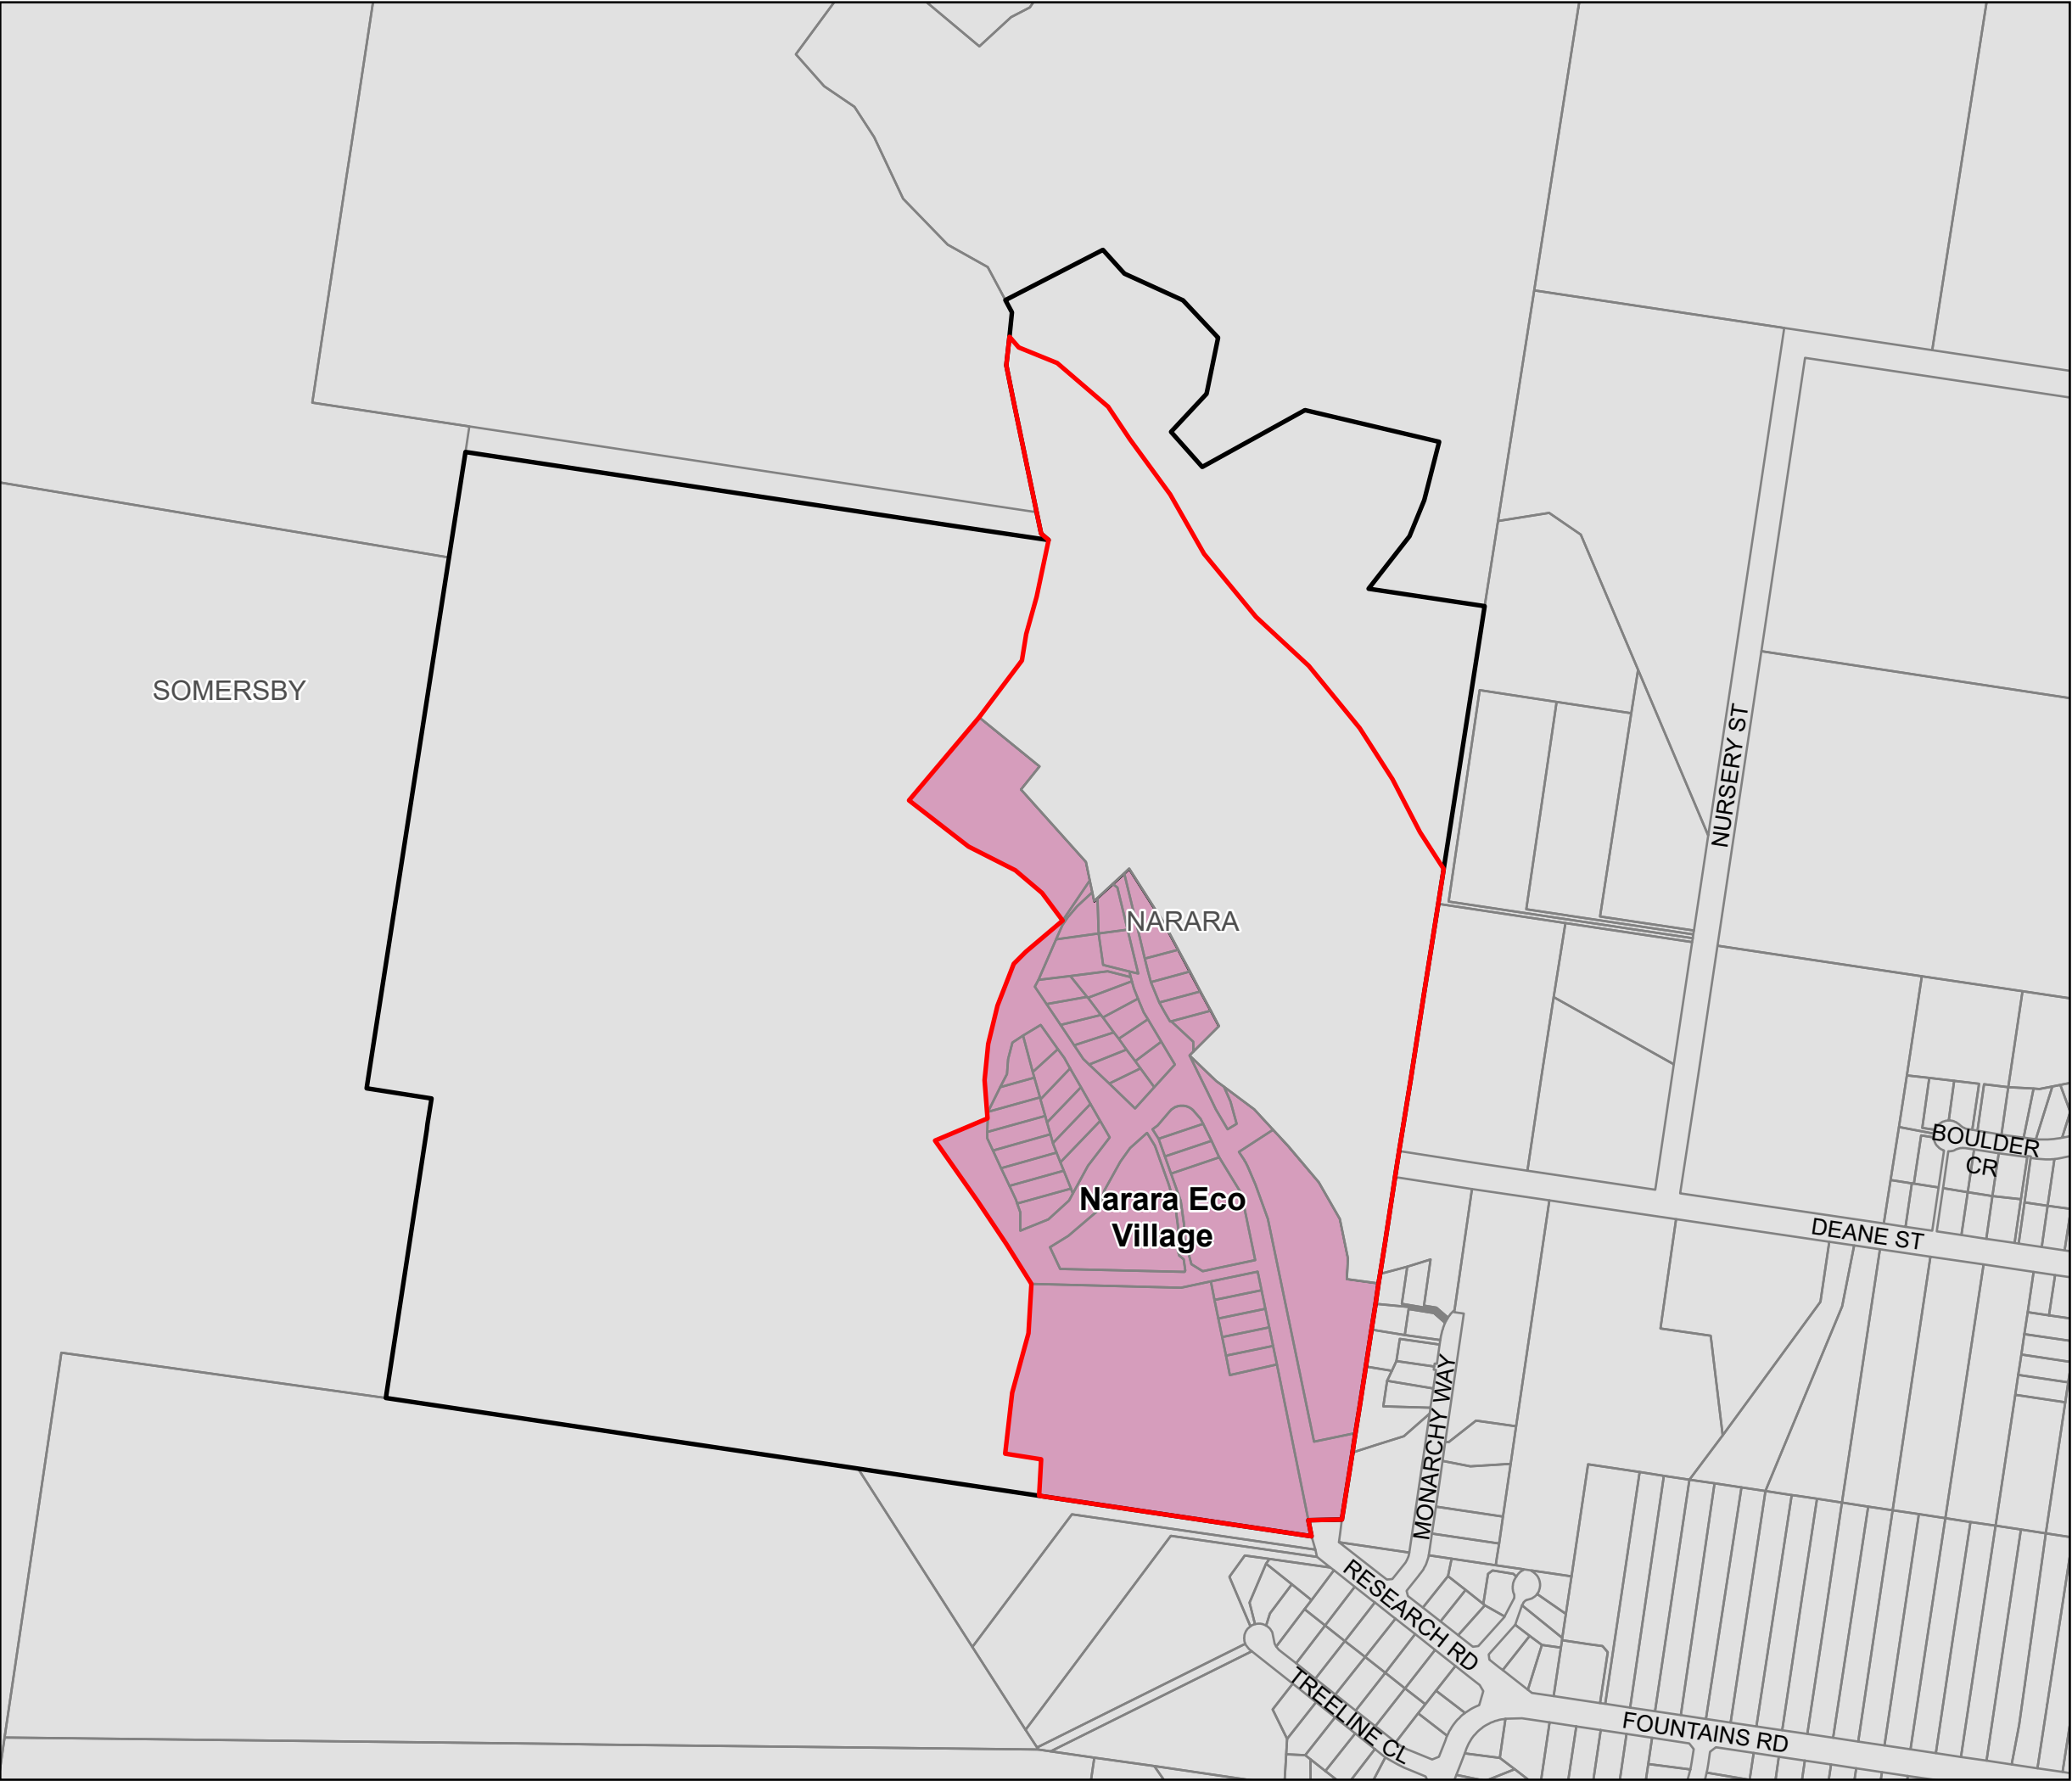 SOMERSBY
NURSERY ST
NARARA
BOULDER
CR
Narara Eco
Village
DEANE ST
MONARCHY WAY
RESEARCH RD
TREELINE CL
FOUNTAINS RD